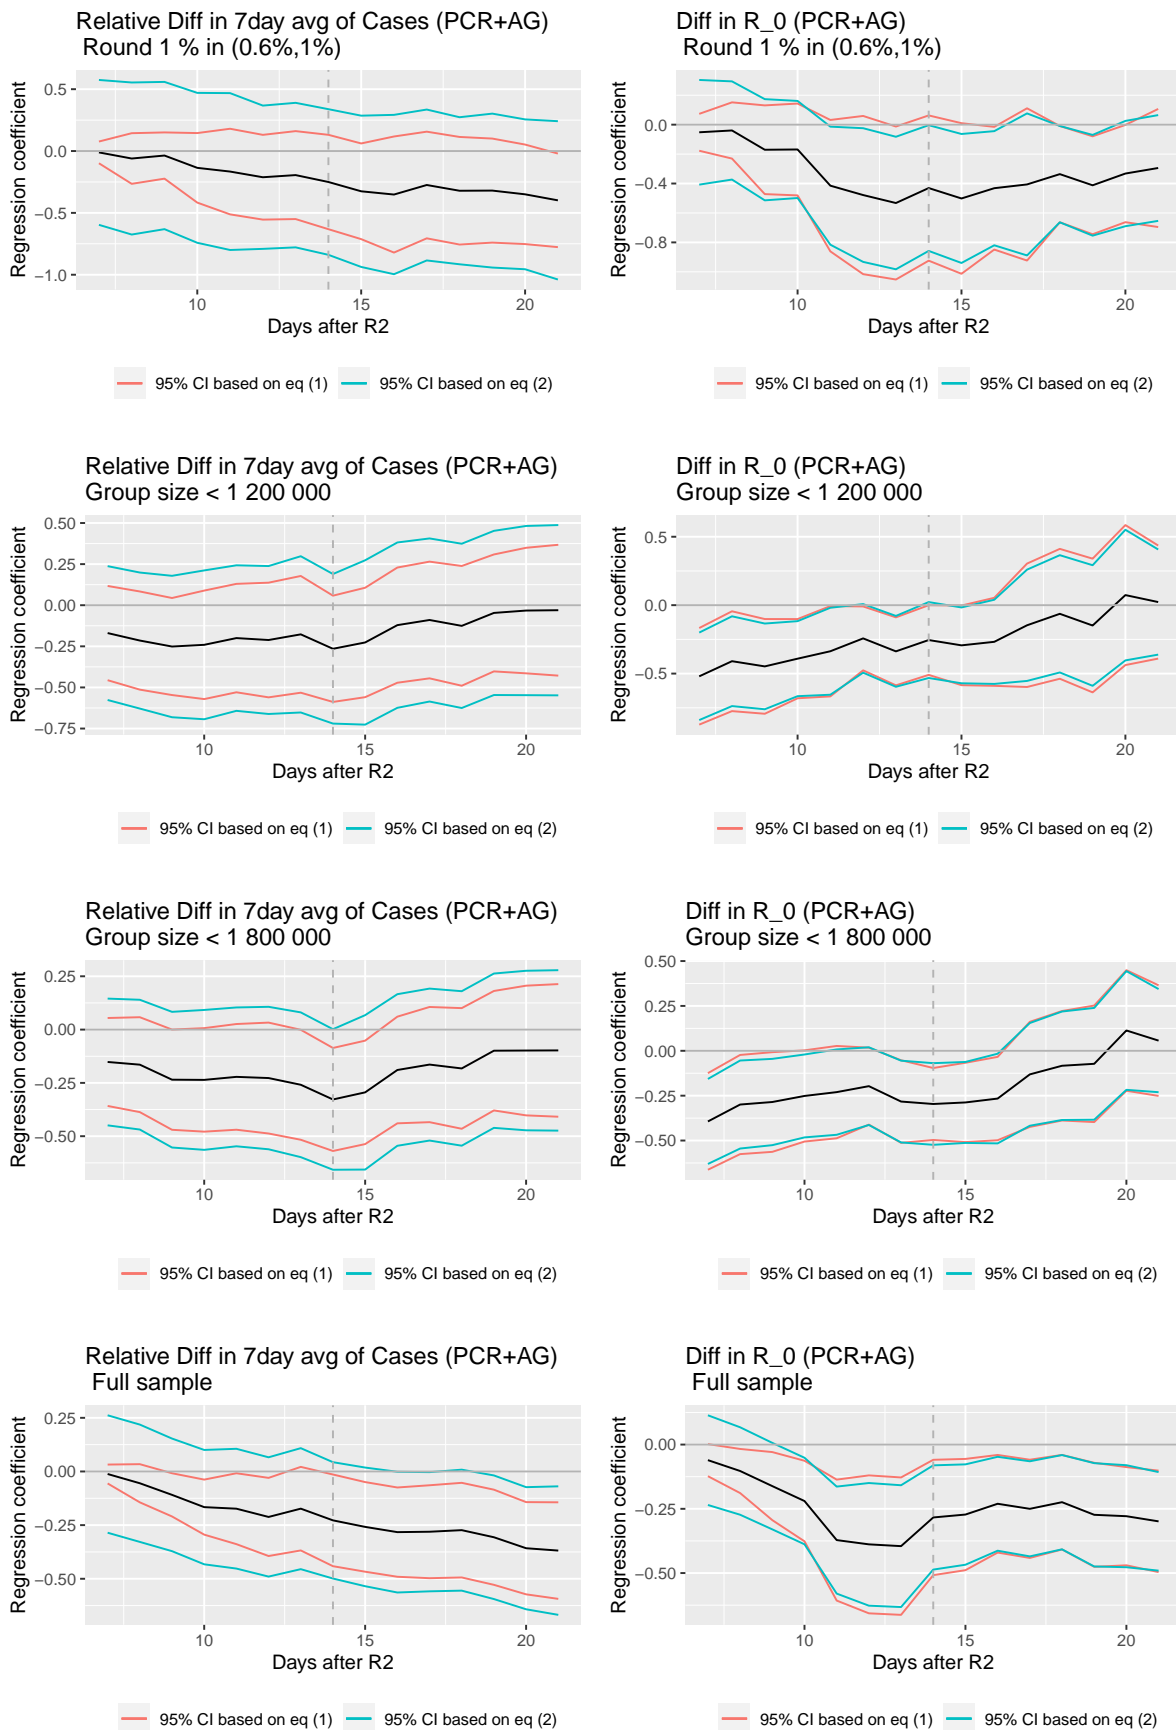 Relative Diff in 7day avg of Cases (PCR+AG)
Round 1 % in (0.6%,1%)
Regression coefficient
0.5
0.0
−0.5
−1.0
10
15
20
Days after R2
95% CI based on eq (1)
95% CI based on eq (2)
Diff in R_0 (PCR+AG)
Round 1 % in (0.6%,1%)
Regression coefficient
0.0
−0.4
−0.8
10
15
20
Days after R2
95% CI based on eq (1)
95% CI based on eq (2)
Relative Diff in 7day avg of Cases (PCR+AG)
Group size < 1 200 000
Regression coefficient
0.50
0.25
0.00
−0.25
−0.50
−0.75
10
15
20
Days after R2
95% CI based on eq (1)
95% CI based on eq (2)
Diff in R_0 (PCR+AG)
Group size < 1 200 000
Regression coefficient
0.5
0.0
−0.5
10
15
20
Days after R2
95% CI based on eq (1)
95% CI based on eq (2)
Relative Diff in 7day avg of Cases (PCR+AG)
Group size < 1 800 000
Regression coefficient
0.25
0.00
−0.25
−0.50
10
15
20
Days after R2
95% CI based on eq (1)
95% CI based on eq (2)
Diff in R_0 (PCR+AG)
Group size < 1 800 000
Regression coefficient
0.50
0.25
0.00
−0.25
−0.50
10
15
20
Days after R2
95% CI based on eq (1)
95% CI based on eq (2)
Relative Diff in 7day avg of Cases (PCR+AG)
Full sample
Regression coefficient
0.25
0.00
−0.25
−0.50
10
15
20
Days after R2
95% CI based on eq (1)
95% CI based on eq (2)
Diff in R_0 (PCR+AG)
Full sample
Regression coefficient
0.00
−0.25
−0.50
10
15
20
Days after R2
95% CI based on eq (1)
95% CI based on eq (2)